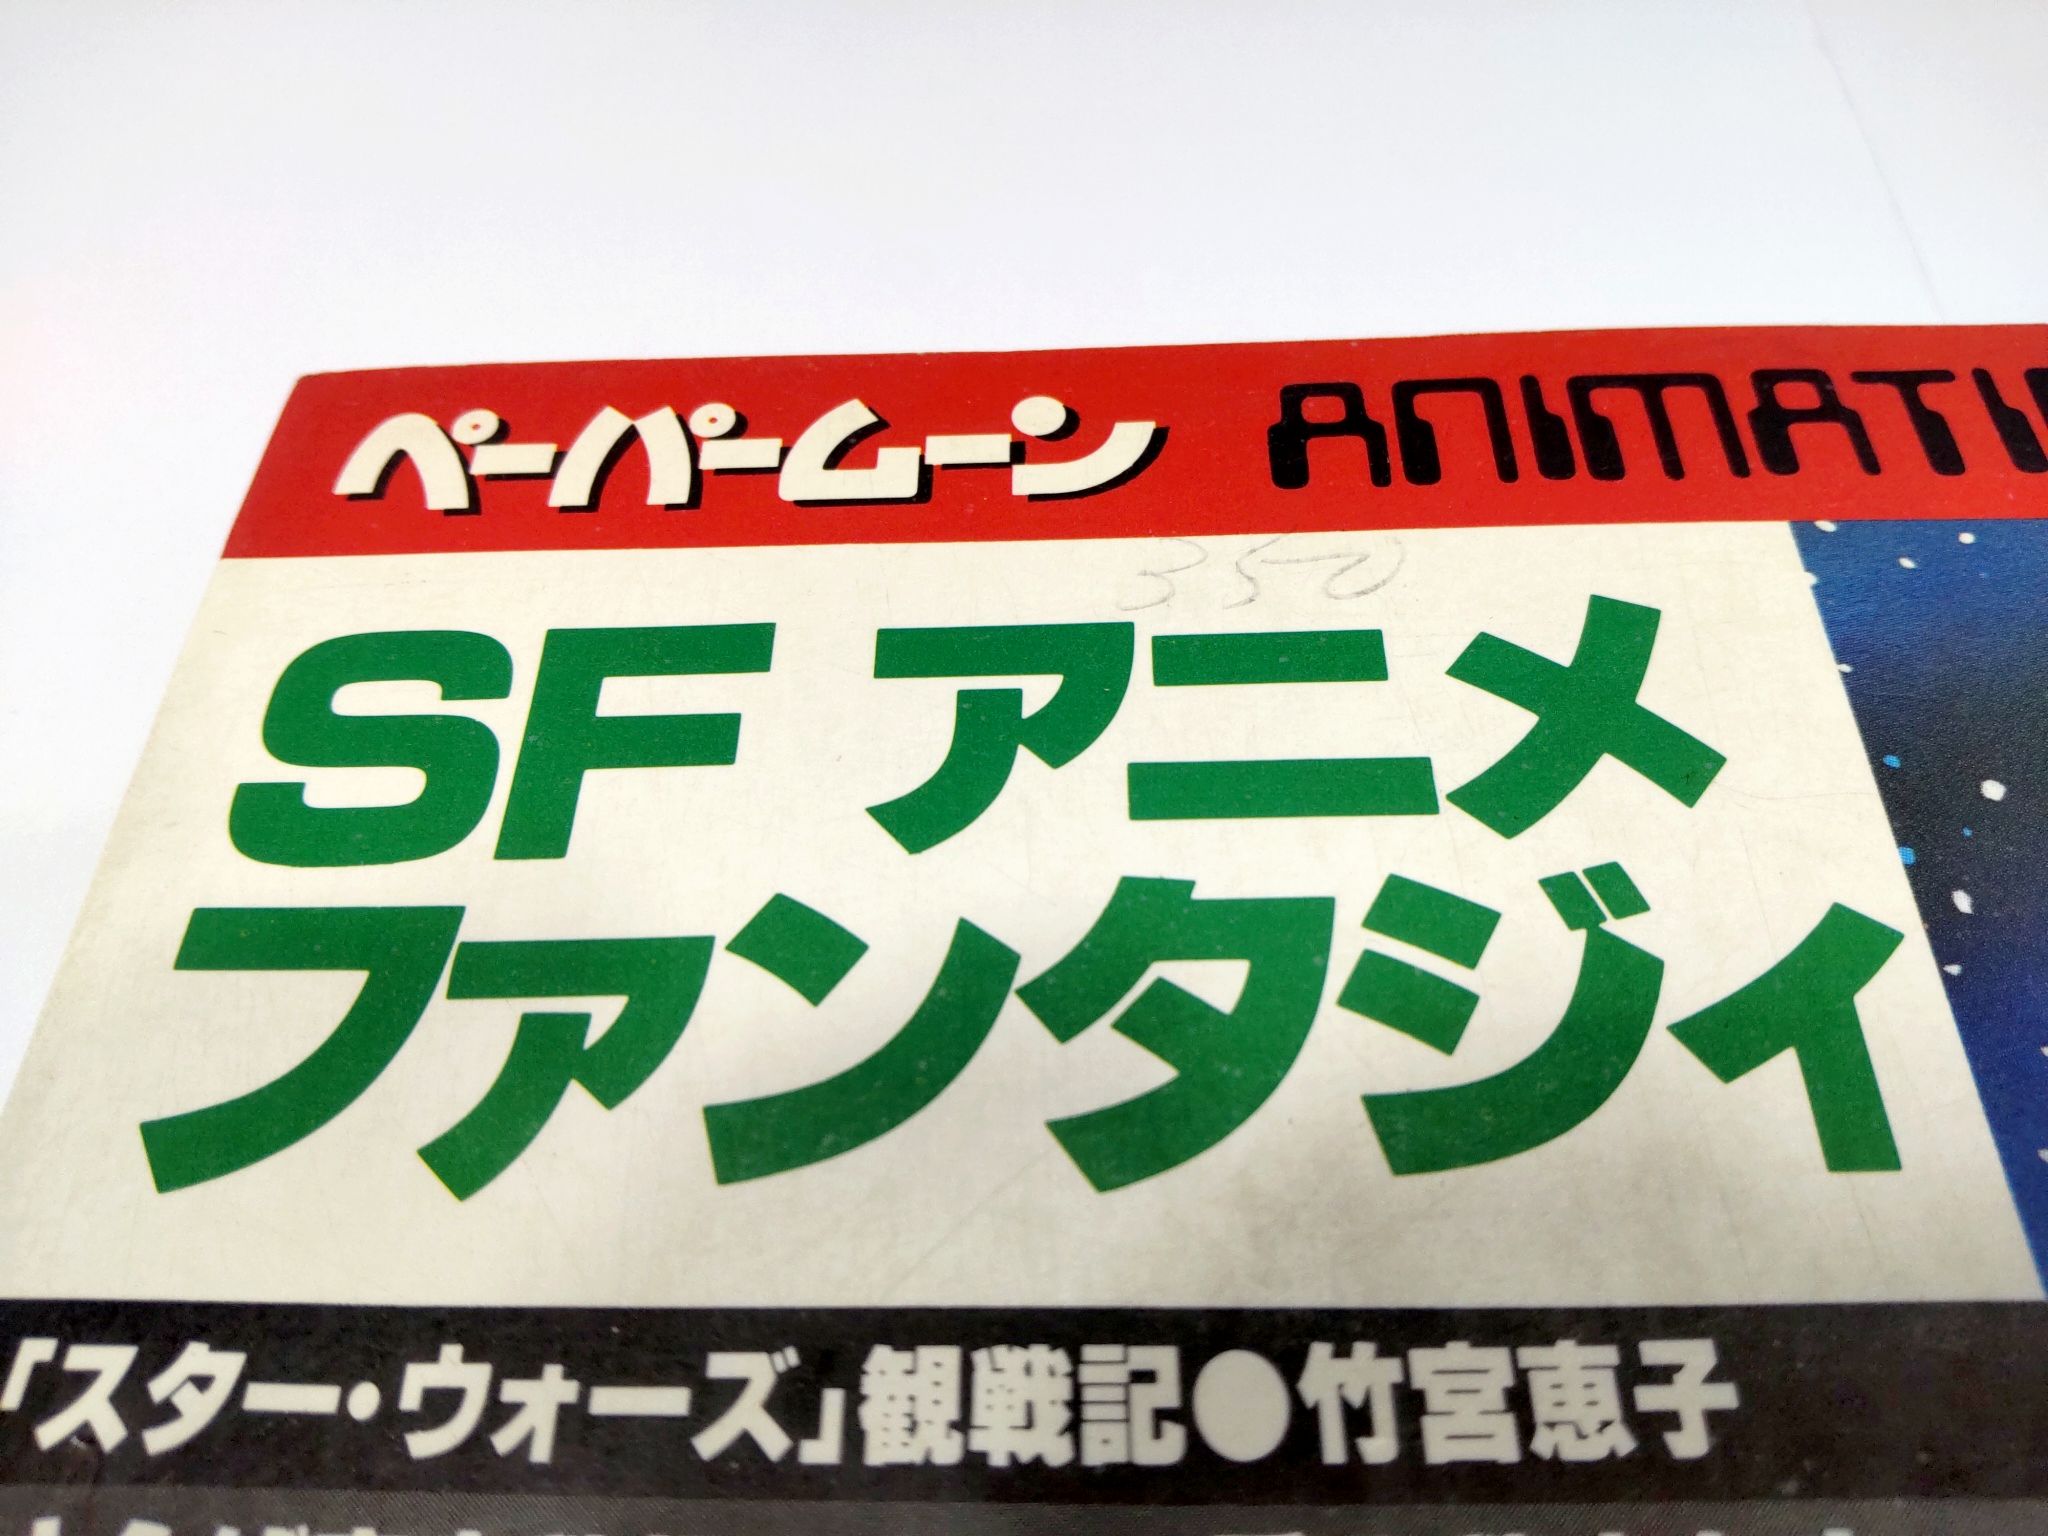 ペーパームーン ANIMATI
350
SF アニメ
ファンタジィ
「スター・ウォーズ」観戦記●竹宮恵子